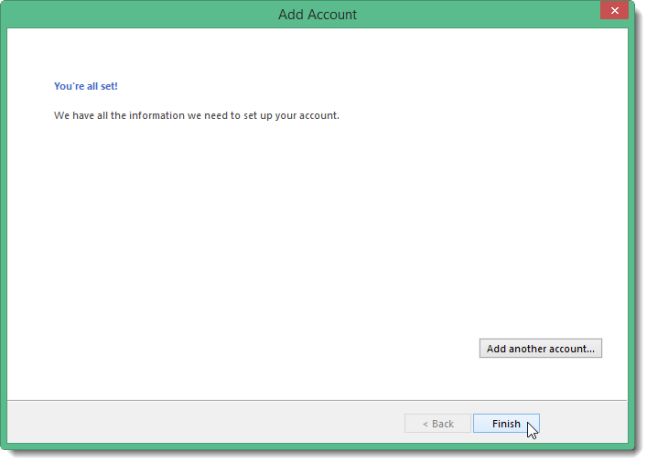 Add Account
You're all set!
We have all the information we need to set up your account.
Add another account...
< Back
Finish